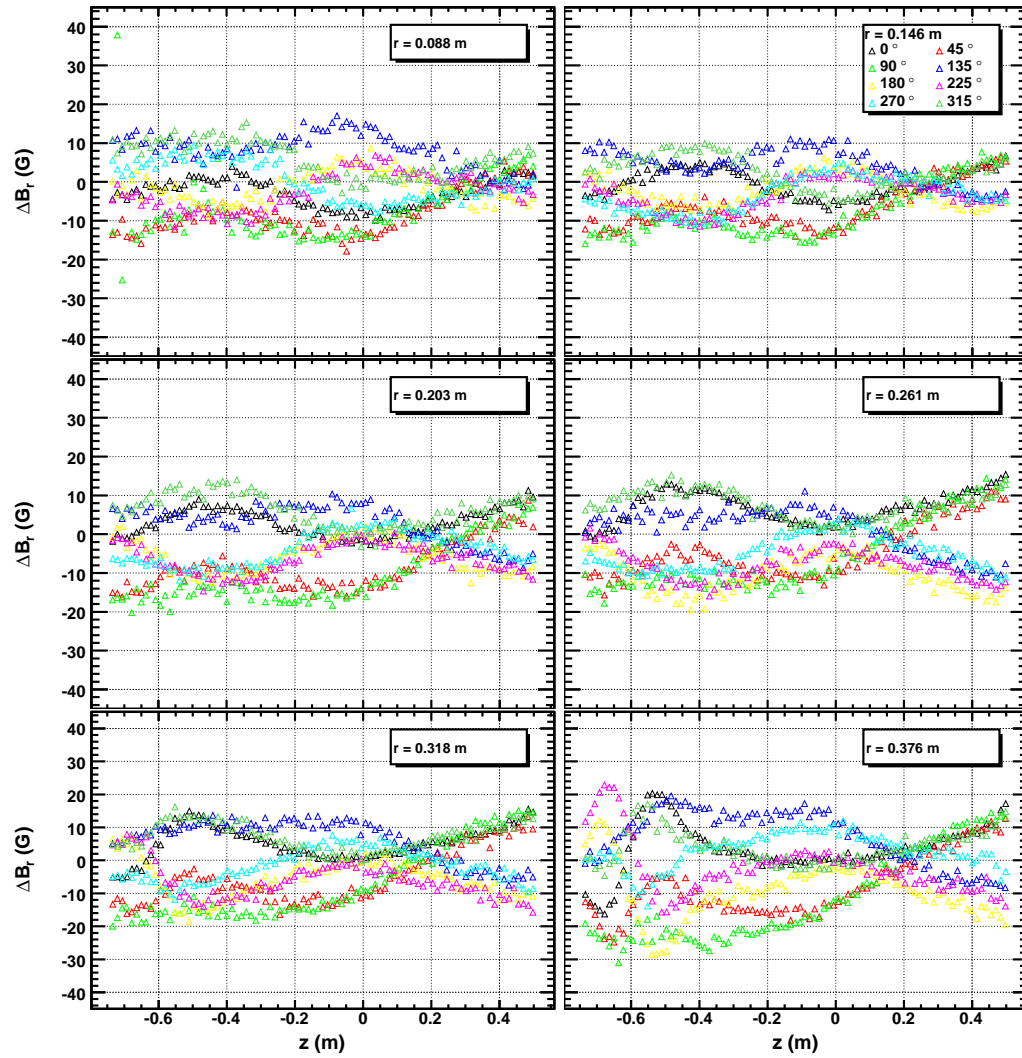 r = 0.088 m
40
30
20
10
0
-10
-20
-30
-40
ΔB_r (G)
r = 0.146 m
0 ° 45 °
90 ° 135 °
180 ° 225 °
270 ° 315 °
r = 0.203 m
40
30
20
10
0
-10
-20
-30
-40
ΔB_r (G)
r = 0.261 m
r = 0.318 m
40
30
20
10
0
-10
-20
-30
-40
ΔB_r (G)
r = 0.376 m
-0.6 -0.4 -0.2 0 0.2 0.4
z (m)
-0.6 -0.4 -0.2 0 0.2 0.4
z (m)